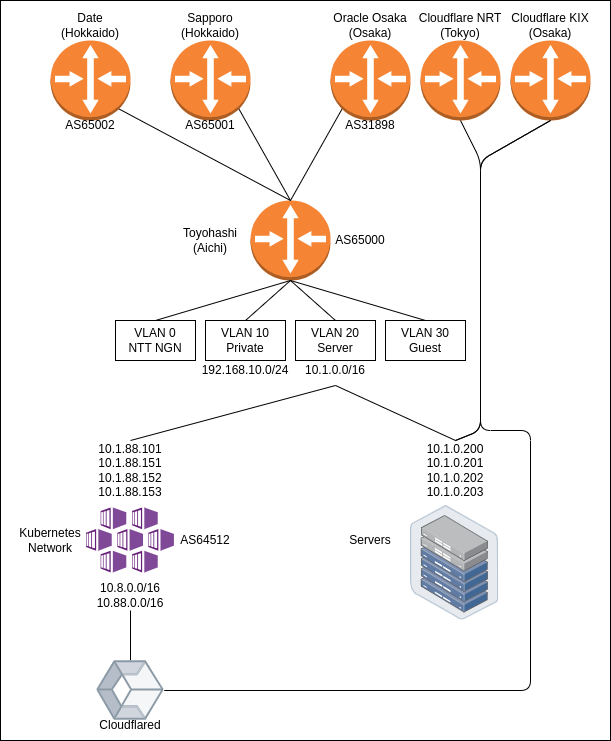 Date
(Hokkaido)
Sapporo
(Hokkaido)
Oracle Osaka
(Osaka)
Cloudflare NRT
(Tokyo)
Cloudflare KIX
(Osaka)
AS65002
AS65001
AS31898
Toyohashi
(Aichi)
AS65000
VLAN 0
NTT NGN
VLAN 10
Private
VLAN 20
Server
VLAN 30
Guest
192.168.10.0/24
10.1.0.0/16
10.1.88.101
10.1.88.151
10.1.88.152
10.1.88.153
10.1.0.200
10.1.0.201
10.1.0.202
10.1.0.203
Kubernetes
Network
AS64512
Servers
10.8.0.0/16
10.88.0.0/16
Cloudflared